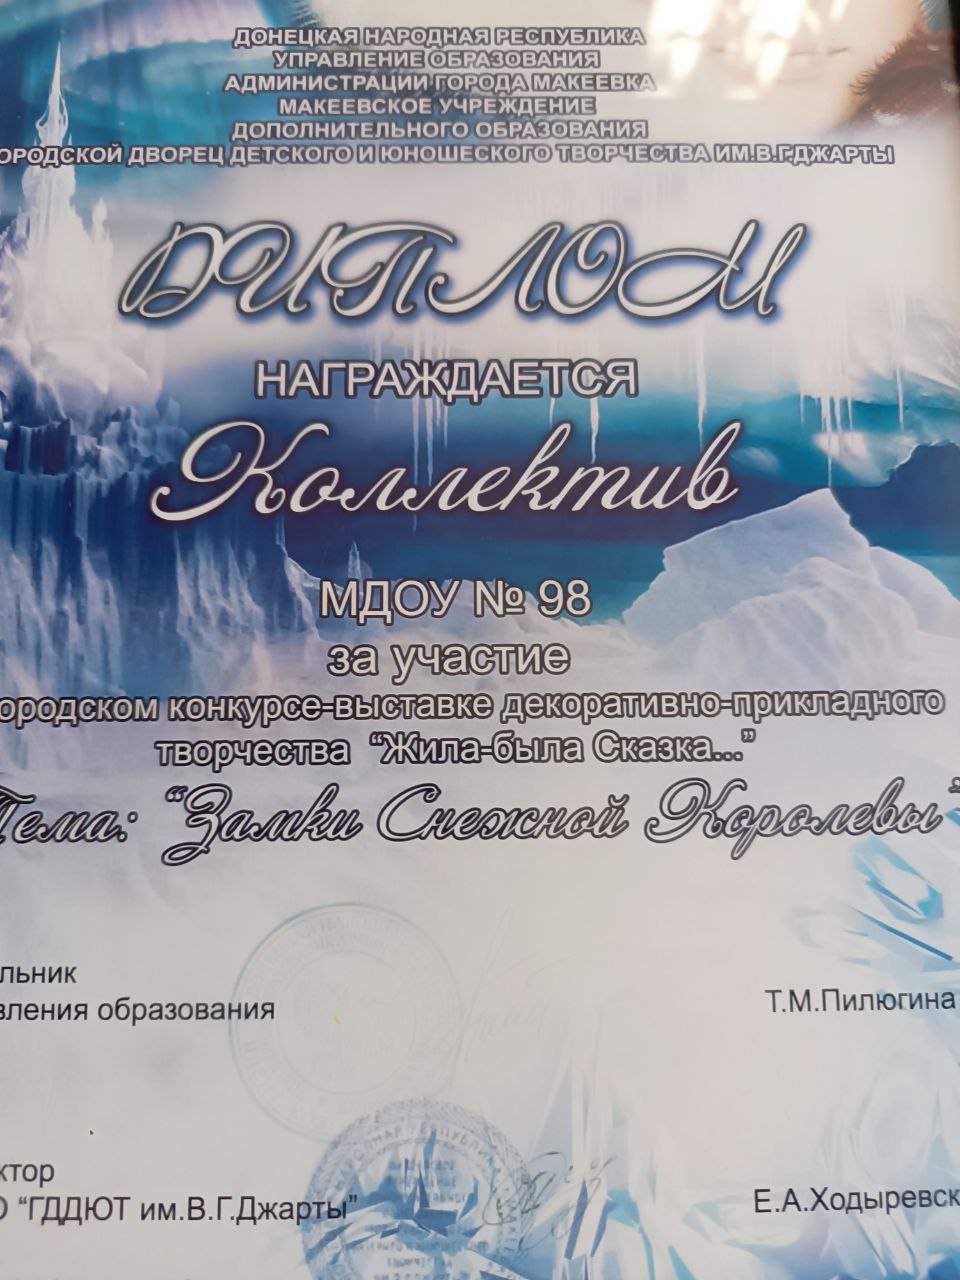 ДОНЕЦКАЯ НАРОДНАЯ РЕСПУБЛИКА
УПРАВЛЕНИЕ ОБРАЗОВАНИЯ
АДМИНИСТРАЦИИ ГОРОДА МАКЕЕВКА
МАКЕЕВСКОЕ УЧРЕЖДЕНИЕ
ДОПОЛНИТЕЛЬНОГО ОБРАЗОВАНИЯ
ОРОДСКОЙ ДВОРЕЦ ДЕТСКОГО И ЮНОШЕСКОГО ТВОРЧЕСТВА ИМ.В.Г.ДЖАРТЫ
ДИПЛОМ
НАГРАЖДАЕТСЯ
Коллектив
МДОУ № 98
за участие
ородском конкурсе-выставке декоративно-прикладного
творчества “Жила-была Сказка...”
Тема: “Замки Снежной Королевы”
льник
вления образования
Т.М.Пилюгина
ктор
О “ГДДЮТ им.В.Г.Джарты”
Е.А.Ходыревск